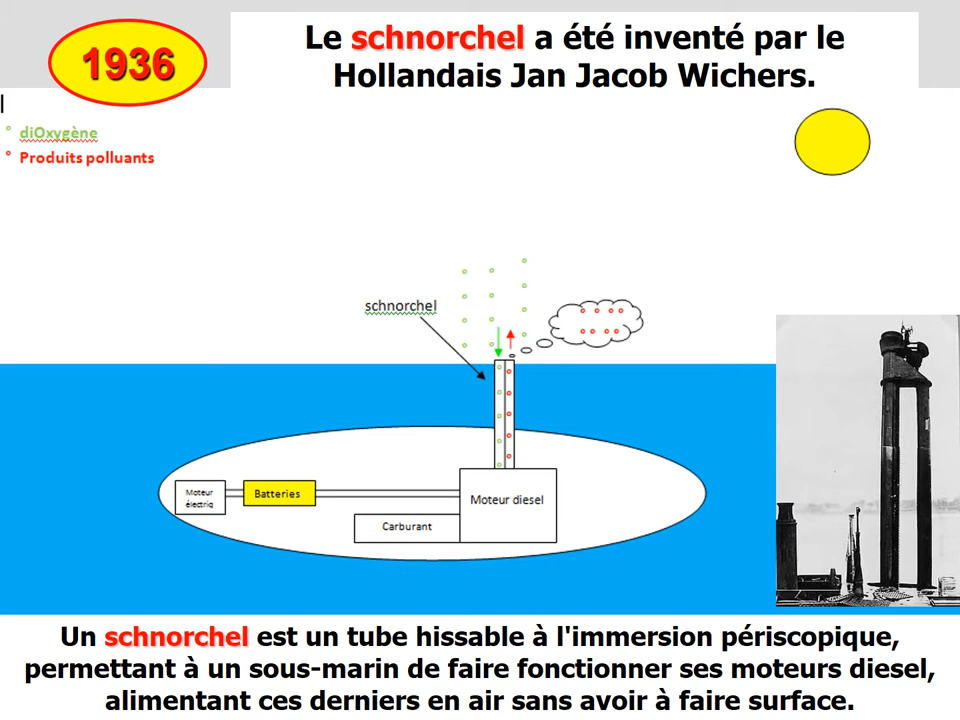 1936
Le schnorchel a été inventé par le
Hollandais Jan Jacob Wichers.
l
° diOxygène
° Produits polluants
schnorchel
Moteur
électriq
Batteries
Moteur diesel
Carburant
Un schnorchel est un tube hissable à l'immersion périscopique,
permettant à un sous-marin de faire fonctionner ses moteurs diesel,
alimentant ces derniers en air sans avoir à faire surface.